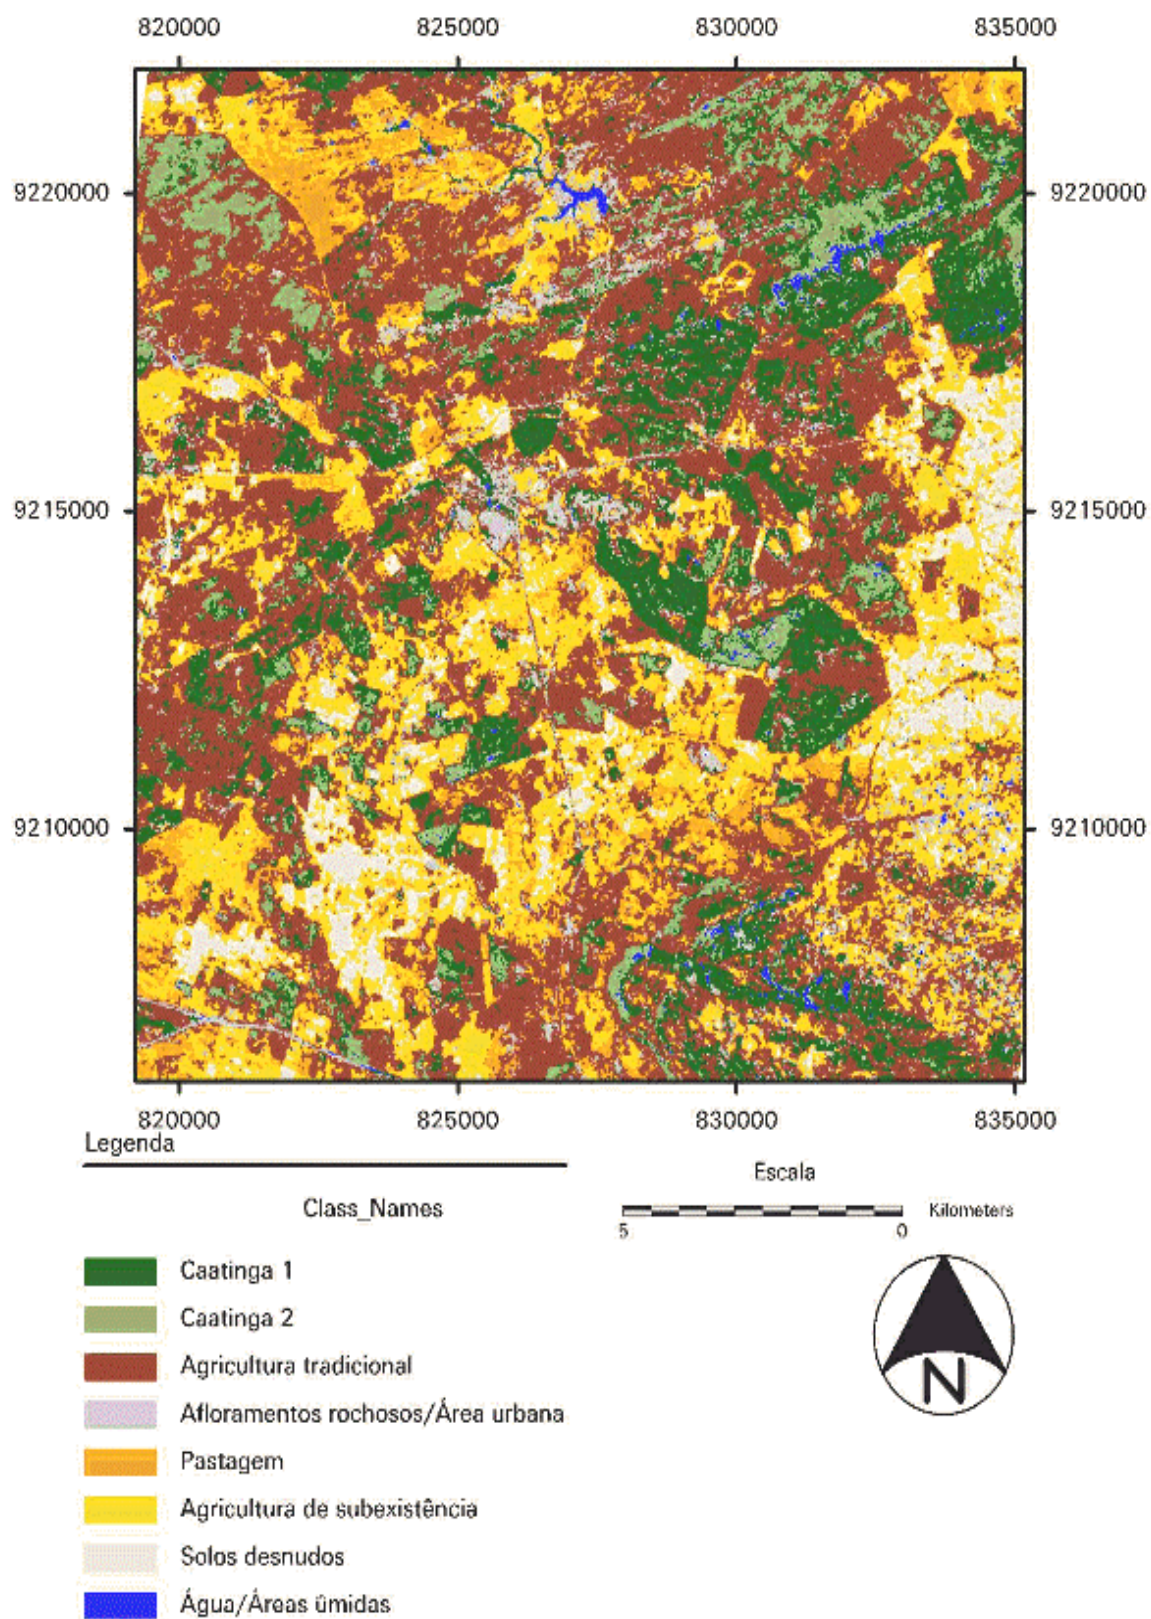 820000 825000 830000 835000
9220000 9220000
9215000 9215000
9210000 9210000
820000 825000 830000 835000
Legenda
Escala
Class_Names
5 0 Kilometers
Caatinga 1
Caatinga 2
Agricultura tradicional
Afloramentos rochosos/Área urbana
Pastagem
Agricultura de subexistência
Solos desnudos
Água/Áreas úmidas
N